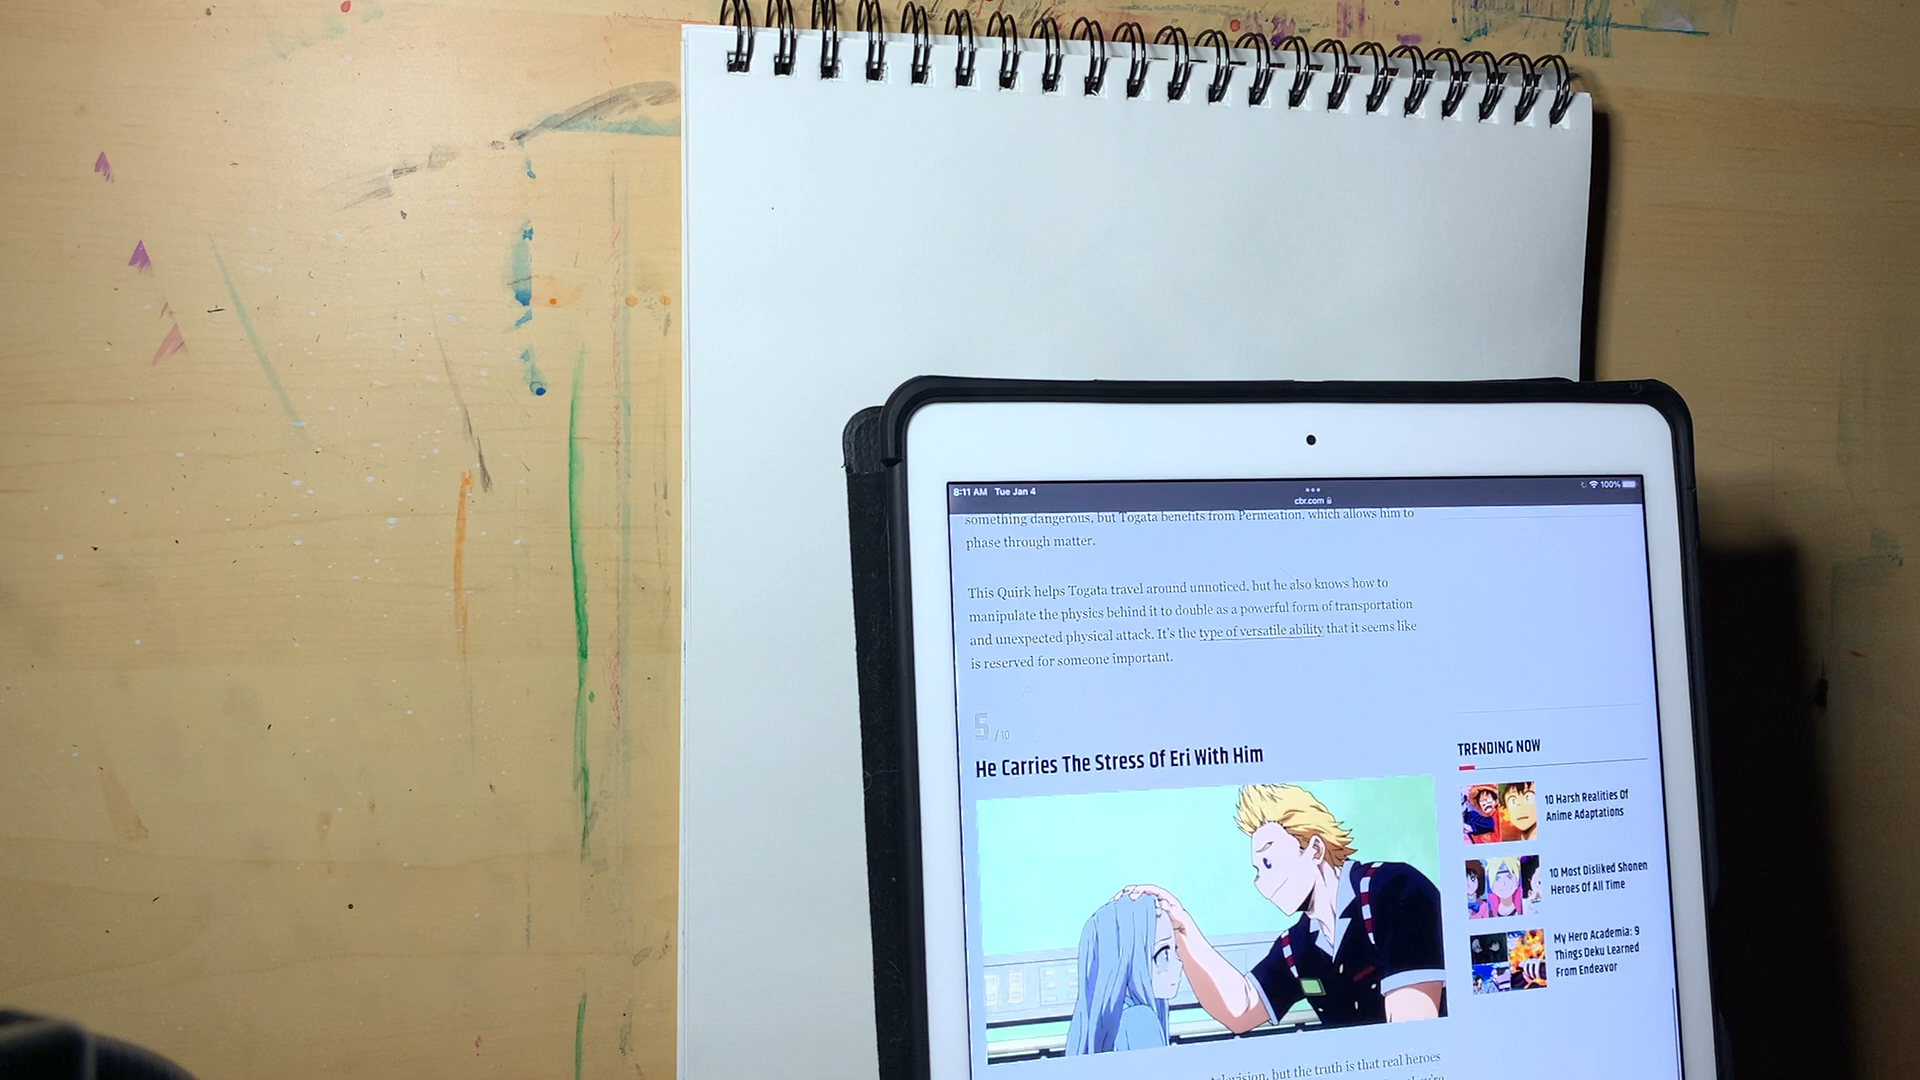 8:11 AM Tue Jan 4
cbr.com
100%
something dangerous, but Togata benefits from Permeation, which allows him to
phase through matter.
This Quirk helps Togata travel around unnoticed, but he also knows how to
manipulate the physics behind it to double as a powerful form of transportation
and unexpected physical attack. It's the type of versatile ability that it seems like
is reserved for someone important.
5 / 10
He Carries The Stress Of Eri With Him
TRENDING NOW
10 Harsh Realities Of
Anime Adaptations
10 Most Disliked Shonen
Heroes Of All Time
My Hero Academia: 9
Things Deku Learned
From Endeavor
television, but the truth is that real heroes
they're